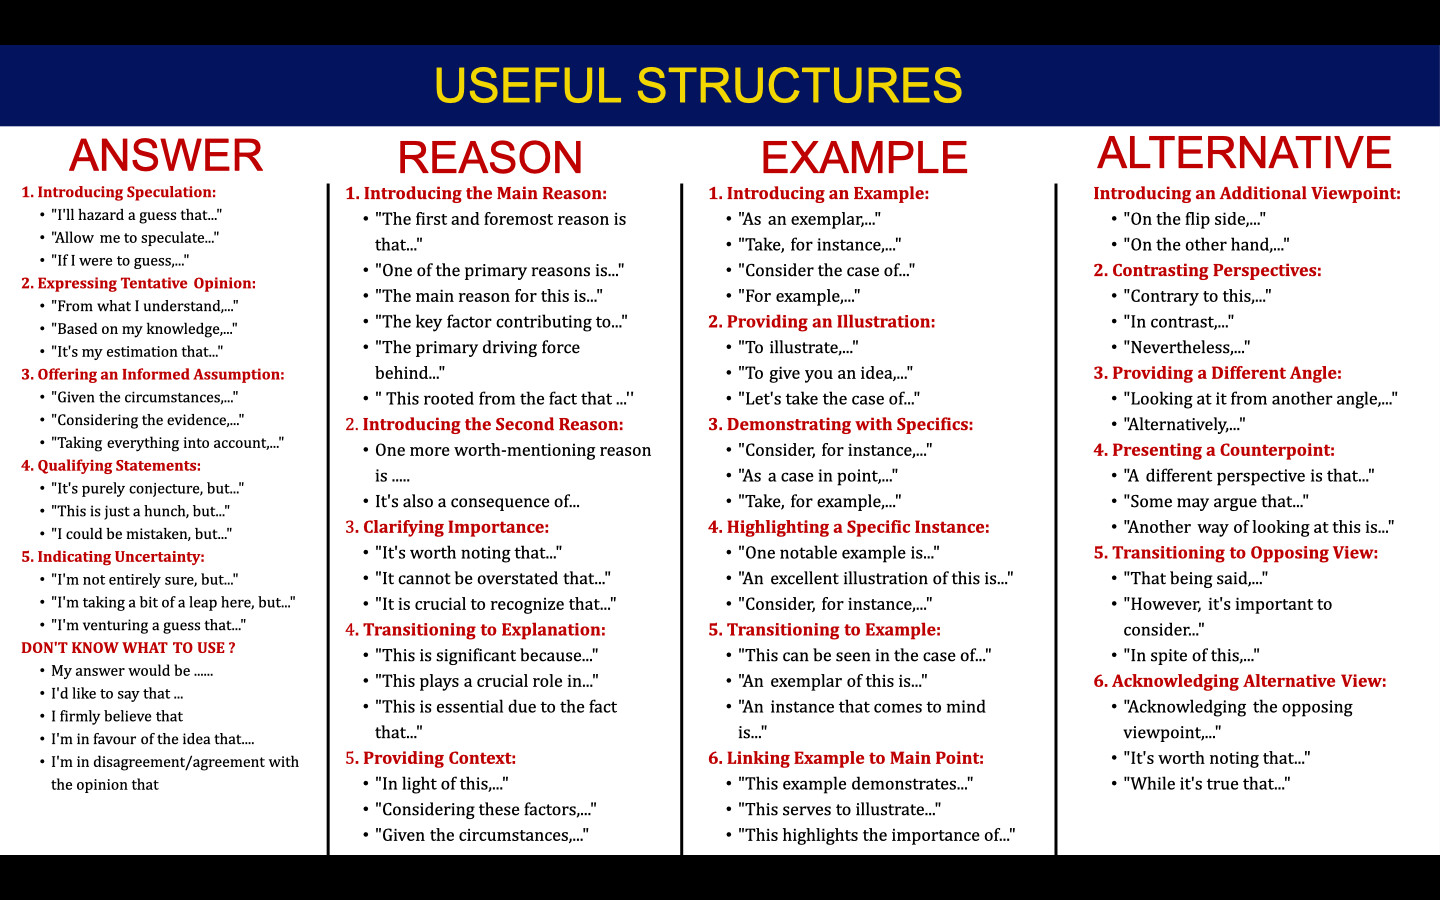 USEFUL STRUCTURES
ANSWER
1. Introducing Speculation:
• "I'll hazard a guess that..."
• "Allow me to speculate..."
• "If I were to guess,..."
2. Expressing Tentative Opinion:
• "From what I understand,..."
• "Based on my knowledge,..."
• "It's my estimation that..."
3. Offering an Informed Assumption:
• "Given the circumstances,..."
• "Considering the evidence,..."
• "Taking everything into account,..."
4. Qualifying Statements:
• "It's purely conjecture, but..."
• "This is just a hunch, but..."
• "I could be mistaken, but..."
5. Indicating Uncertainty:
• "I'm not entirely sure, but..."
• "I'm taking a bit of a leap here, but..."
• "I'm venturing a guess that..."
DON'T KNOW WHAT TO USE ?
• My answer would be ......
• I'd like to say that ...
• I firmly believe that
• I'm in favour of the idea that....
• I'm in disagreement/agreement with
the opinion that
REASON
1. Introducing the Main Reason:
• "The first and foremost reason is
that..."
• "One of the primary reasons is..."
• "The main reason for this is..."
• "The key factor contributing to..."
• "The primary driving force
behind..."
• " This rooted from the fact that ...''
2. Introducing the Second Reason:
• One more worth-mentioning reason
is .....
• It's also a consequence of...
3. Clarifying Importance:
• "It's worth noting that..."
• "It cannot be overstated that..."
• "It is crucial to recognize that..."
4. Transitioning to Explanation:
• "This is significant because..."
• "This plays a crucial role in..."
• "This is essential due to the fact
that..."
5. Providing Context:
• "In light of this,..."
• "Considering these factors,..."
• "Given the circumstances,..."
EXAMPLE
1. Introducing an Example:
• "As an exemplar,..."
• "Take, for instance,..."
• "Consider the case of..."
• "For example,..."
2. Providing an Illustration:
• "To illustrate,..."
• "To give you an idea,..."
• "Let's take the case of..."
3. Demonstrating with Specifics:
• "Consider, for instance,..."
• "As a case in point,..."
• "Take, for example,..."
4. Highlighting a Specific Instance:
• "One notable example is..."
• "An excellent illustration of this is..."
• "Consider, for instance,..."
5. Transitioning to Example:
• "This can be seen in the case of..."
• "An exemplar of this is..."
• "An instance that comes to mind
is..."
6. Linking Example to Main Point:
• "This example demonstrates..."
• "This serves to illustrate..."
• "This highlights the importance of..."
ALTERNATIVE
Introducing an Additional Viewpoint:
• "On the flip side,..."
• "On the other hand,..."
2. Contrasting Perspectives:
• "Contrary to this,..."
• "In contrast,..."
• "Nevertheless,..."
3. Providing a Different Angle:
• "Looking at it from another angle,..."
• "Alternatively,..."
4. Presenting a Counterpoint:
• "A different perspective is that..."
• "Some may argue that..."
• "Another way of looking at this is..."
5. Transitioning to Opposing View:
• "That being said,..."
• "However, it's important to
consider..."
• "In spite of this,..."
6. Acknowledging Alternative View:
• "Acknowledging the opposing
viewpoint,..."
• "It's worth noting that..."
• "While it's true that..."